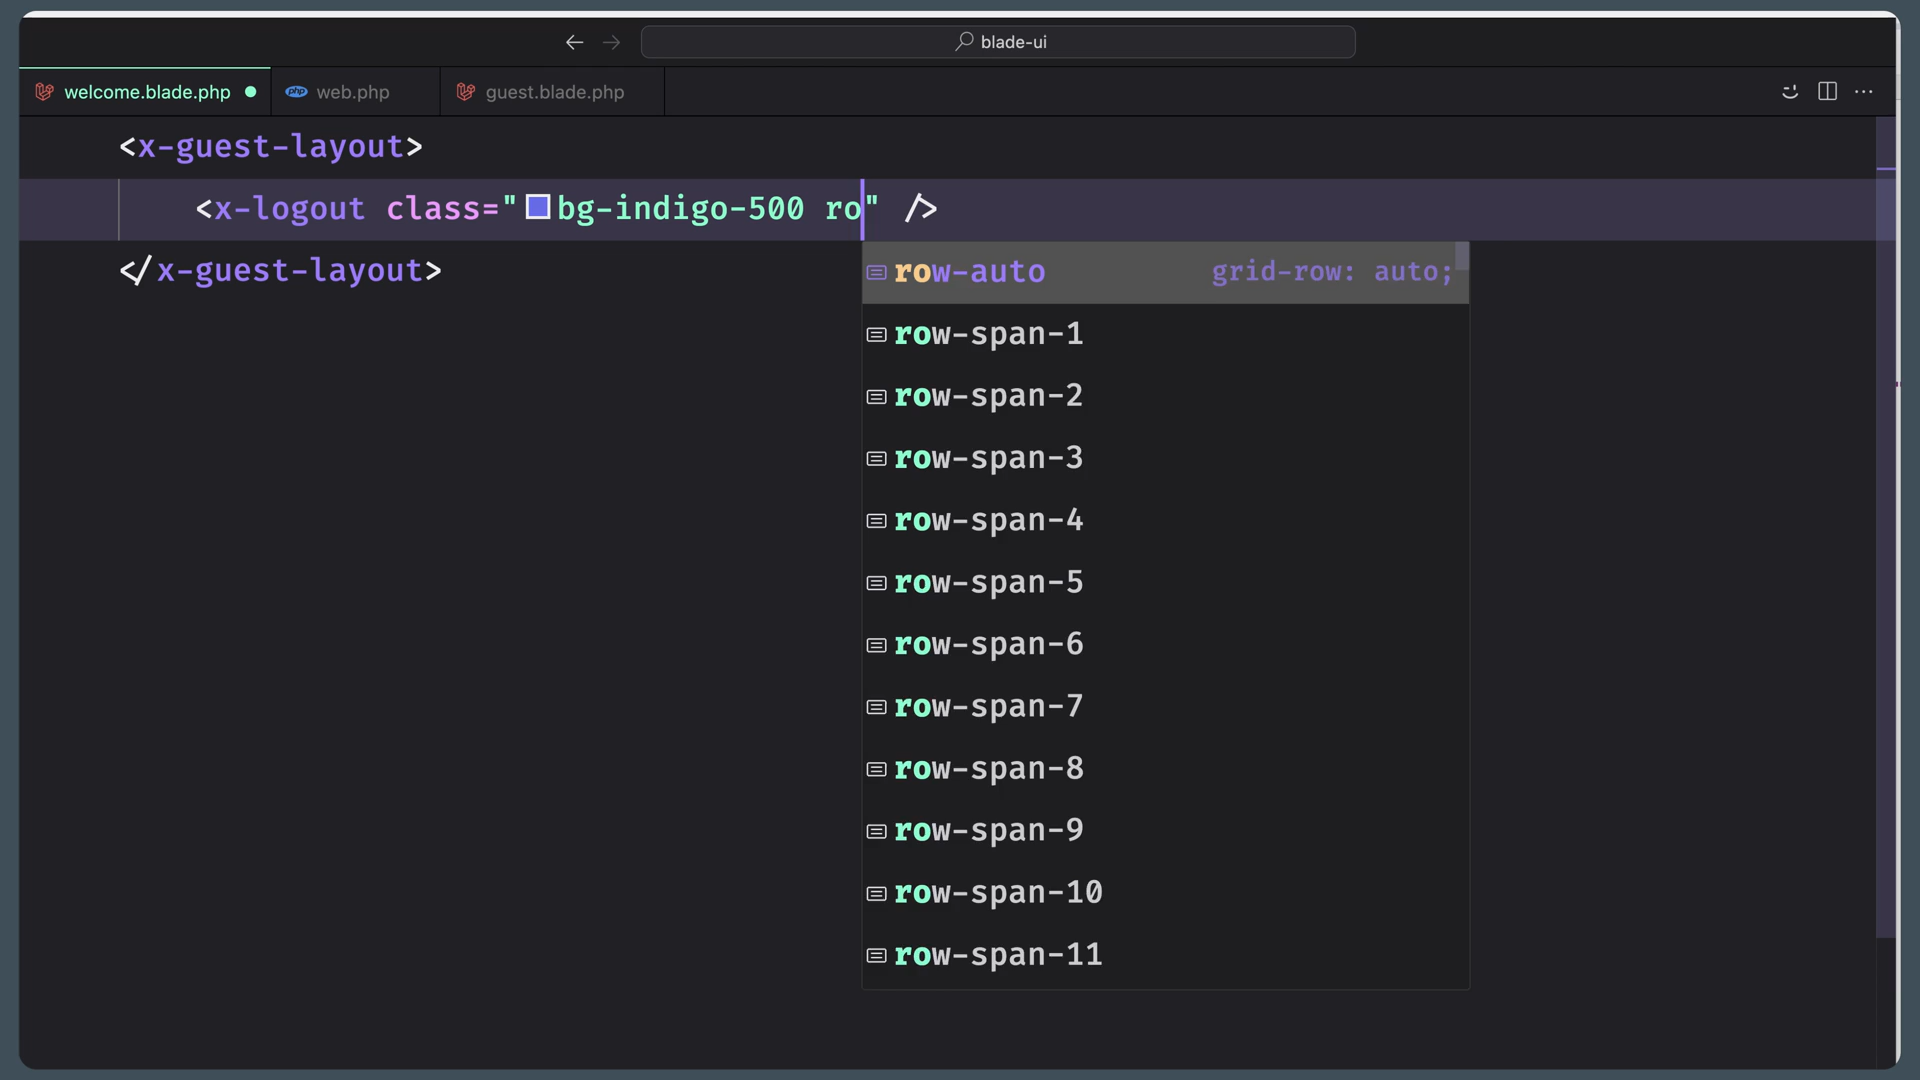 blade-ui
welcome.blade.php
php web.php
guest.blade.php
<x-guest-layout>
<x-logout class="bg-indigo-500 ro" />
</x-guest-layout>
row-auto grid-row: auto;
row-span-1
row-span-2
row-span-3
row-span-4
row-span-5
row-span-6
row-span-7
row-span-8
row-span-9
row-span-10
row-span-11